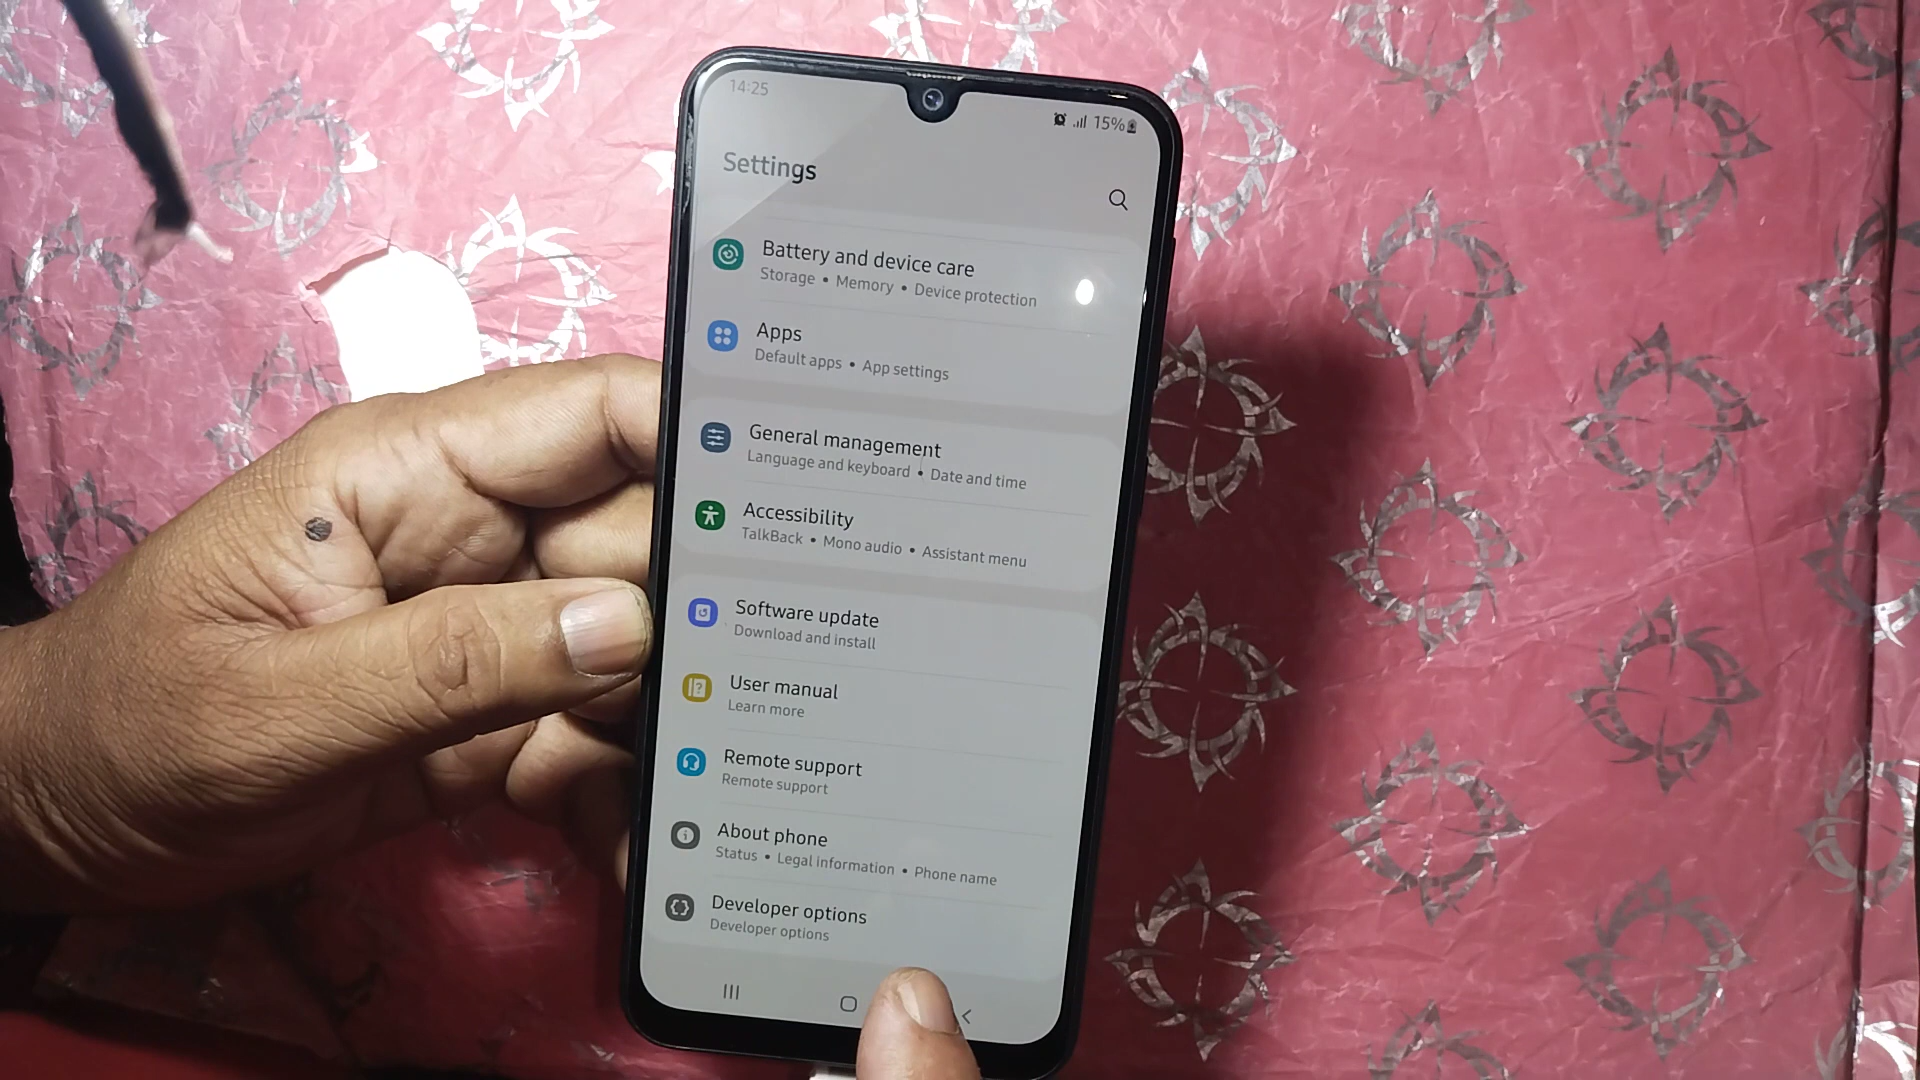 14:25
15%
Settings
Battery and device care
Storage • Memory • Device protection
Apps
Default apps • App settings
General management
Language and keyboard • Date and time
Accessibility
TalkBack • Mono audio • Assistant menu
Software update
Download and install
User manual
Learn more
Remote support
Remote support
About phone
Status • Legal information • Phone name
Developer options
Developer options